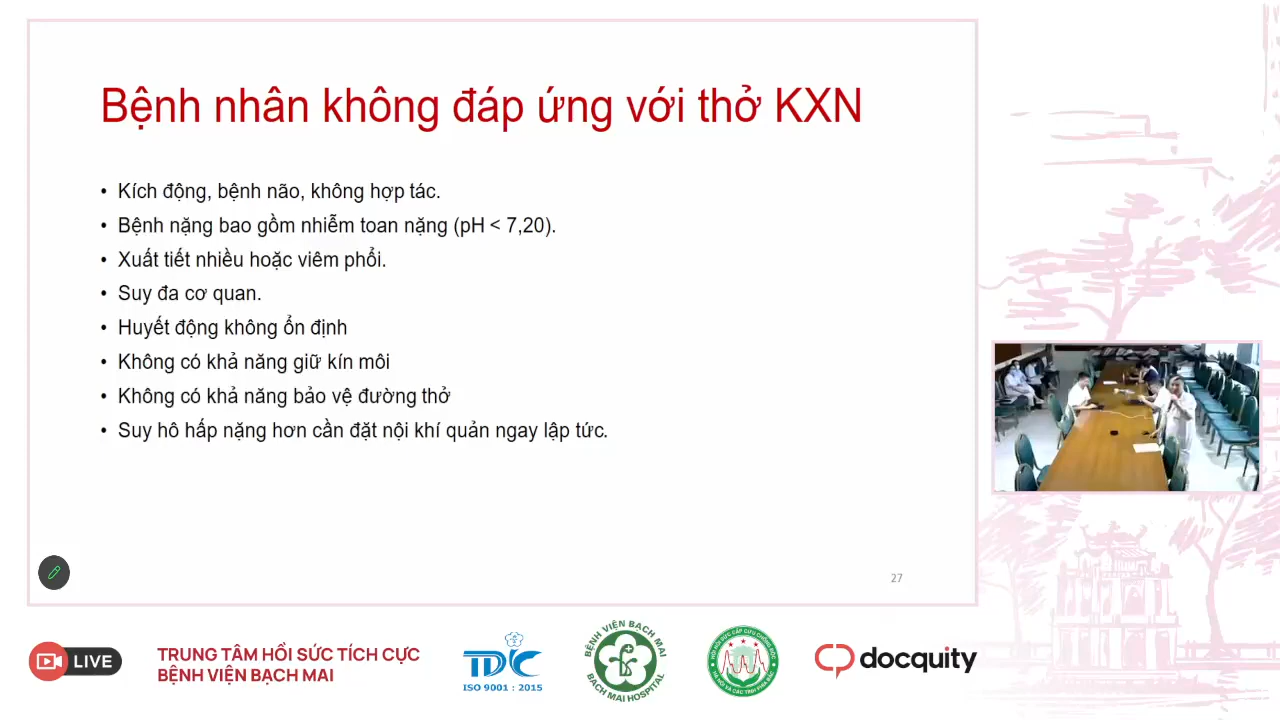 Bệnh nhân không đáp ứng với thở KXN
• Kích động, bệnh não, không hợp tác.
• Bệnh nặng bao gồm nhiễm toan nặng (pH < 7,20).
• Xuất tiết nhiều hoặc viêm phổi.
• Suy đa cơ quan.
• Huyết động không ổn định
• Không có khả năng giữ kín môi
• Không có khả năng bảo vệ đường thở
• Suy hô hấp nặng hơn cần đặt nội khí quản ngay lập tức.
27
LIVE
TRUNG TÂM HỒI SỨC TÍCH CỰC
BỆNH VIỆN BẠCH MAI
TDC
ISO 9001 : 2015
BỆNH VIỆN BẠCH MAI
BACH MAI HOSPITAL
docquity